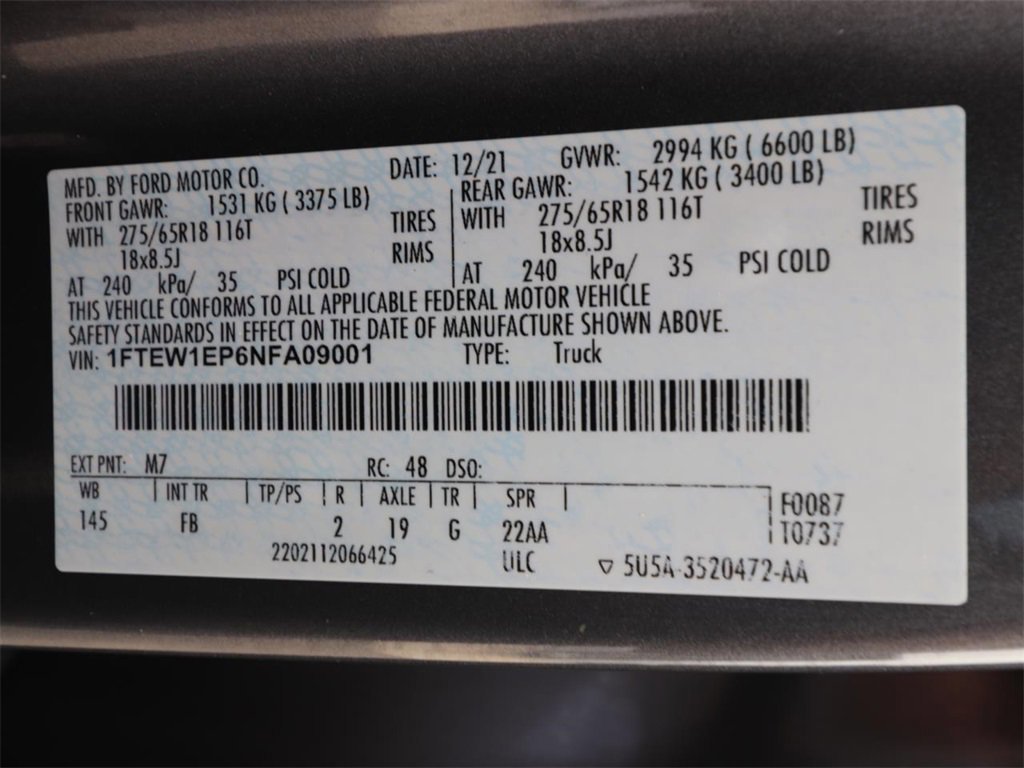 MFD. BY FORD MOTOR CO. DATE: 12/21 GVWR: 2994 KG ( 6600 LB)
FRONT GAWR: 1531 KG ( 3375 LB) REAR GAWR: 1542 KG ( 3400 LB)
WITH 275/65R18 116T TIRES WITH 275/65R18 116T TIRES
18x8.5J RIMS 18x8.5J RIMS
AT 240 kPa/ 35 PSI COLD AT 240 kPa/ 35 PSI COLD
THIS VEHICLE CONFORMS TO ALL APPLICABLE FEDERAL MOTOR VEHICLE
SAFETY STANDARDS IN EFFECT ON THE DATE OF MANUFACTURE SHOWN ABOVE.
VIN: 1FTEW1EP6NFA09001 TYPE: Truck
EXT PNT: M7 RC: 48 DSO:
WB INT TR TP/PS R AXLE TR SPR F0087
145 FB 2 19 G 22AA T0737
2202112066425 ULC ▽ 5U5A-3520472-AA